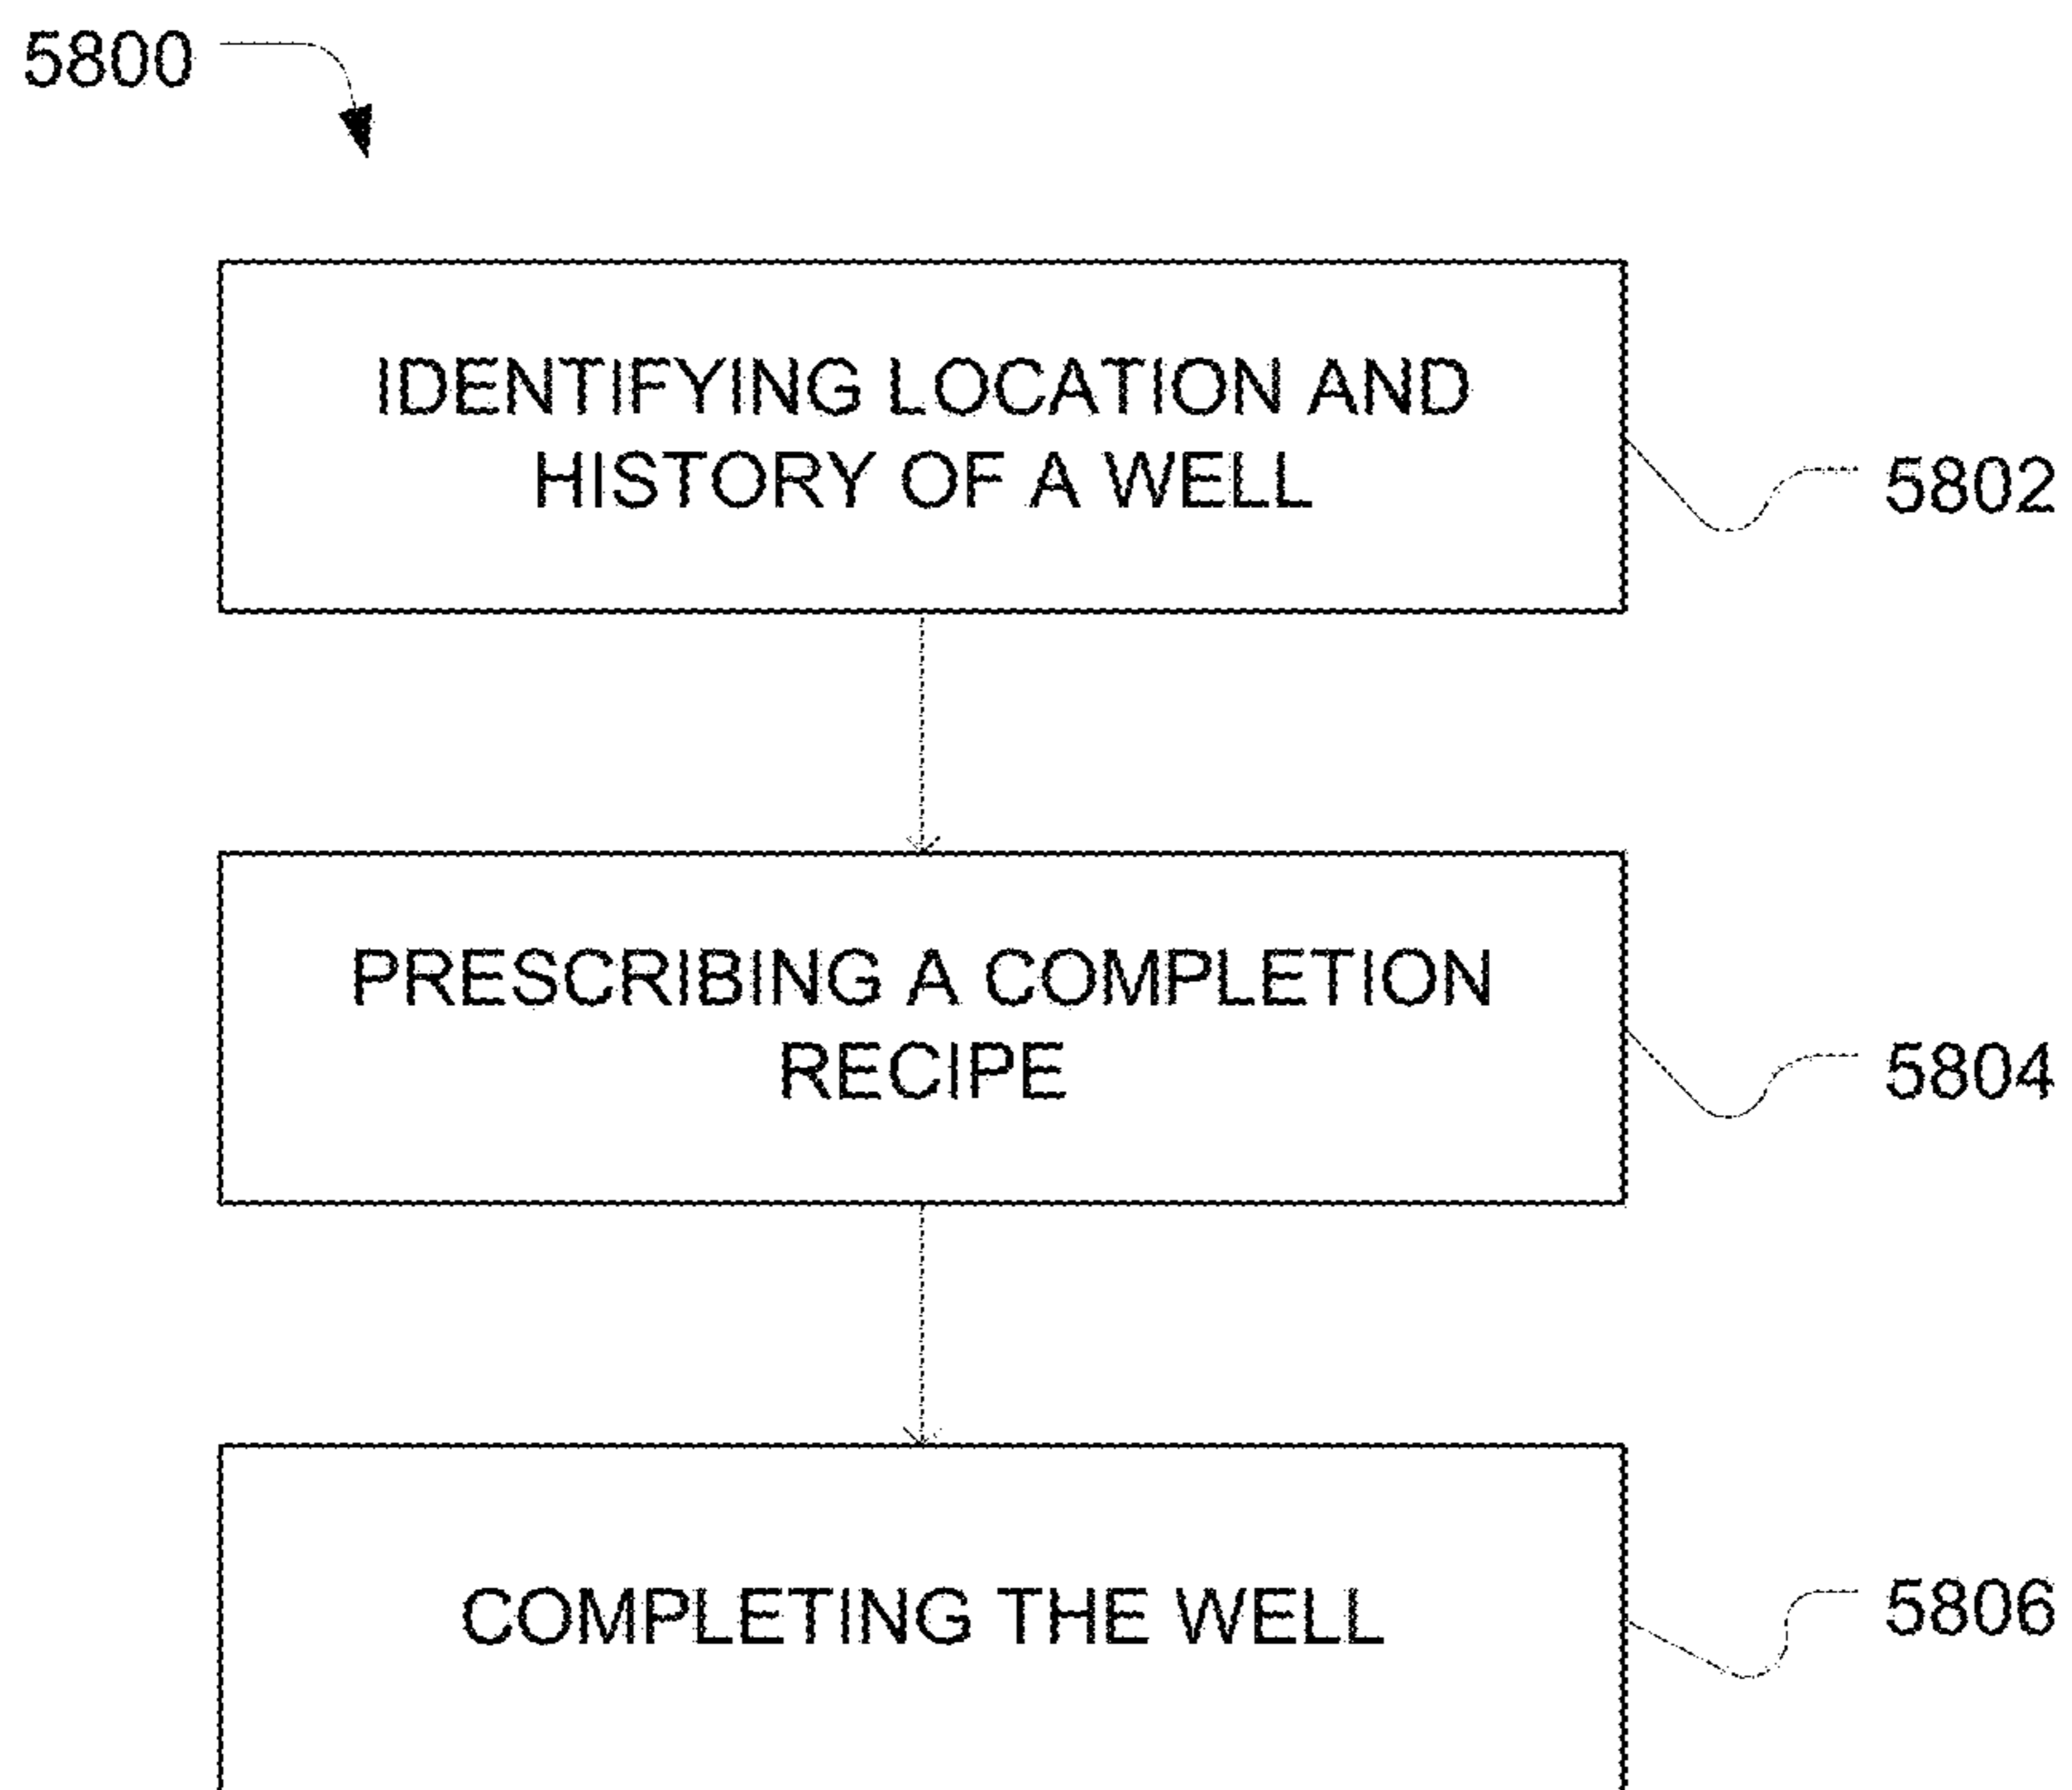 5800
IDENTIFYING LOCATION AND
HISTORY OF A WELL
5802
PRESCRIBING A COMPLETION
RECIPE
5804
COMPLETING THE WELL
5806